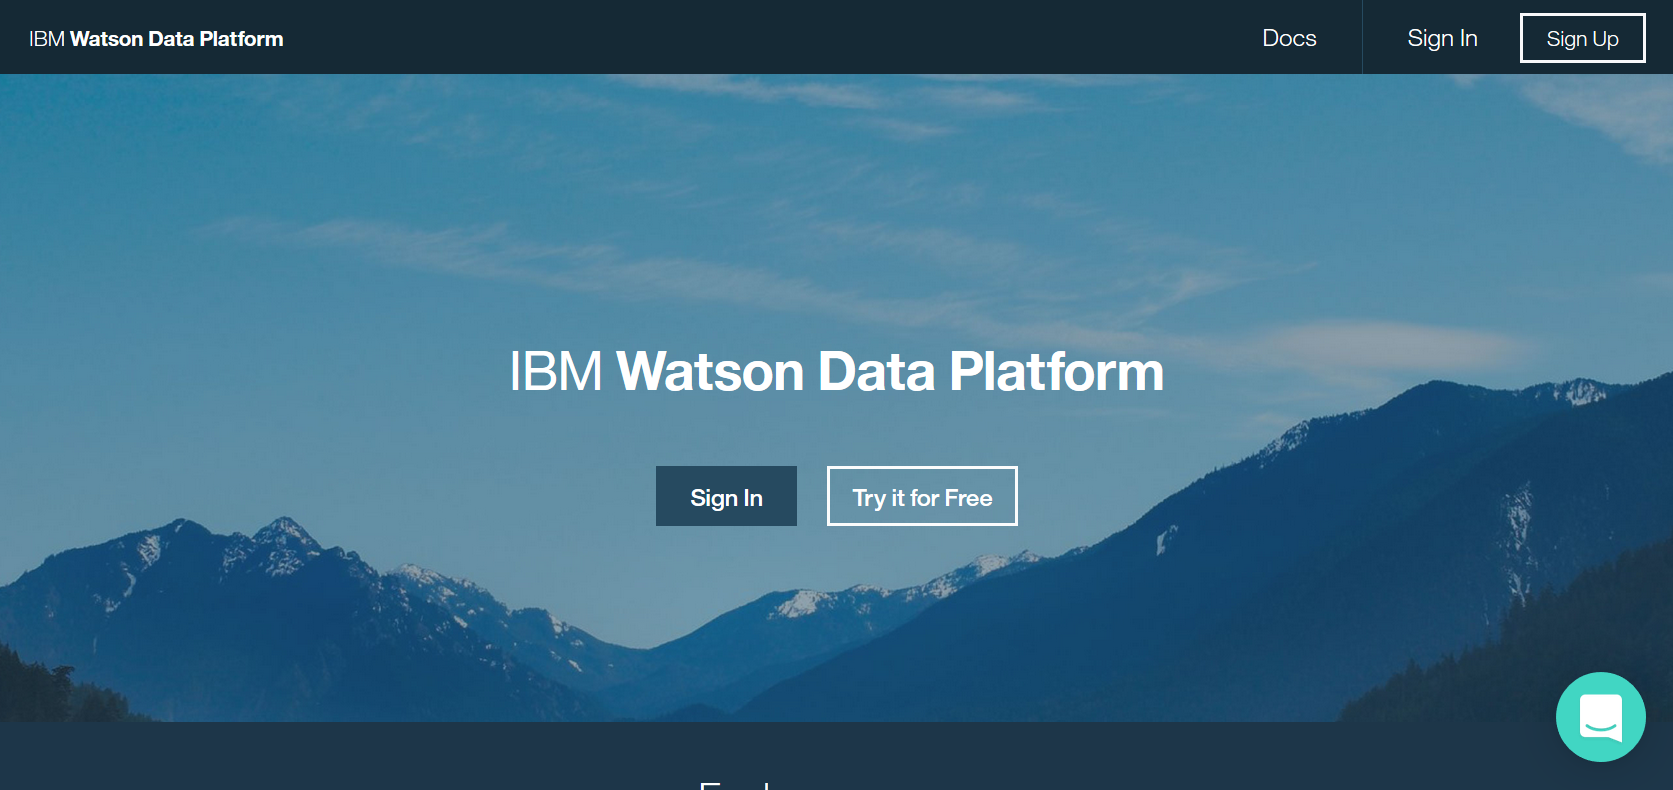 IBM Watson Data Platform
Docs
Sign In
Sign Up
IBM Watson Data Platform
Sign In
Try it for Free